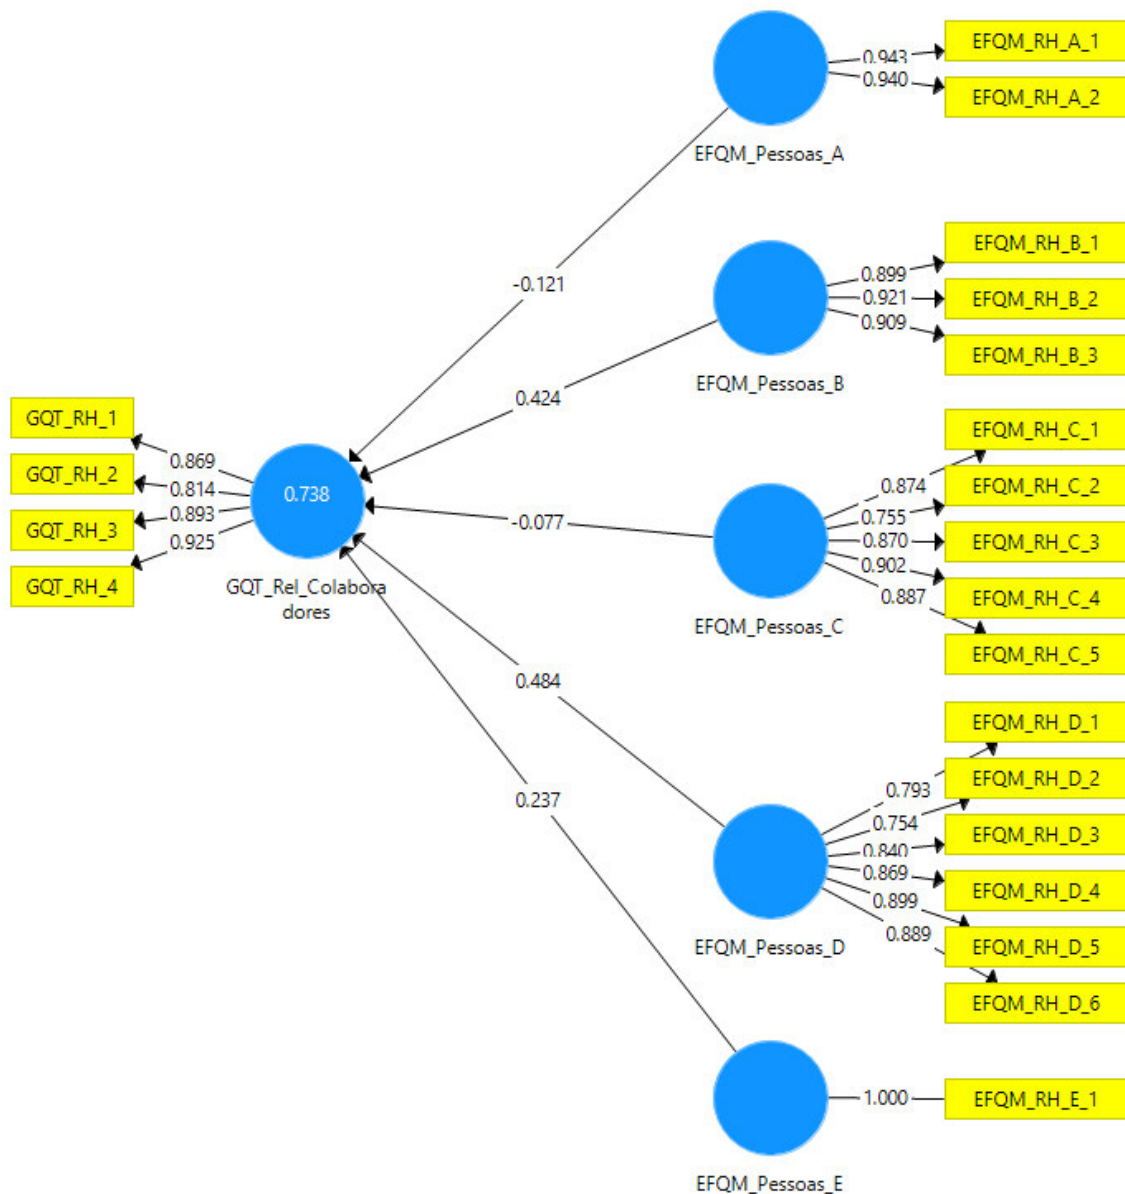 0.943
0.940
EFQM_RH_A_1
EFQM_RH_A_2
EFQM_Pessoas_A
-0.121
0.899
0.921
0.909
EFQM_RH_B_1
EFQM_RH_B_2
EFQM_RH_B_3
EFQM_Pessoas_B
0.424
GQT_RH_1
GQT_RH_2
GQT_RH_3
GQT_RH_4
0.869
0.814
0.893
0.925
0.738
GQT_Rel_Colabora
dores
-0.077
0.874
0.755
0.870
0.902
0.887
EFQM_RH_C_1
EFQM_RH_C_2
EFQM_RH_C_3
EFQM_RH_C_4
EFQM_RH_C_5
EFQM_Pessoas_C
0.484
0.793
0.754
0.840
0.869
0.899
0.889
EFQM_RH_D_1
EFQM_RH_D_2
EFQM_RH_D_3
EFQM_RH_D_4
EFQM_RH_D_5
EFQM_RH_D_6
EFQM_Pessoas_D
0.237
1.000
EFQM_RH_E_1
EFQM_Pessoas_E